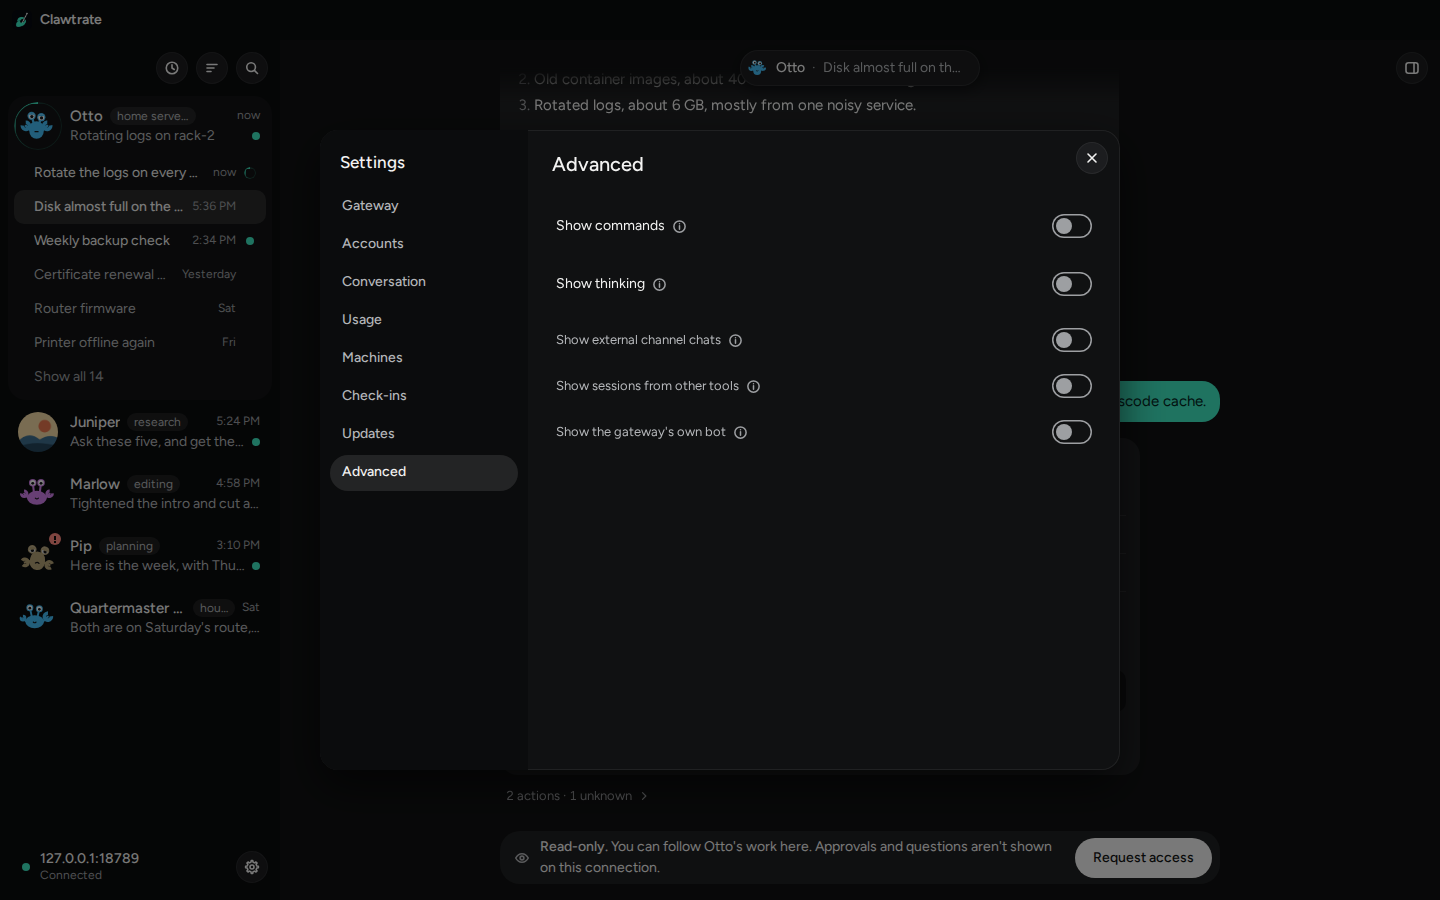 Clawtrate
Otto home serve... now
Rotating logs on rack-2
Rotate the logs on every ... now
Disk almost full on the ... 5:36 PM
Weekly backup check 2:34 PM
Certificate renewal ... Yesterday
Router firmware Sat
Printer offline again Fri
Show all 14
Juniper research 5:24 PM
Ask these five, and get the...
Marlow editing 4:58 PM
Tightened the intro and cut a...
Pip planning 3:10 PM
Here is the week, with Thu...
Quartermaster ... hou... Sat
Both are on Saturday's route,...
127.0.0.1:18789
Connected
Otto · Disk almost full on th...
2. Old container images, about 40
3. Rotated logs, about 6 GB, mostly from one noisy service.
Settings
Gateway
Accounts
Conversation
Usage
Machines
Check-ins
Updates
Advanced
Advanced
Show commands
Show thinking
Show external channel chats
Show sessions from other tools
Show the gateway's own bot
scode cache.
2 actions · 1 unknown
Read-only. You can follow Otto's work here. Approvals and questions aren't shown
on this connection.
Request access